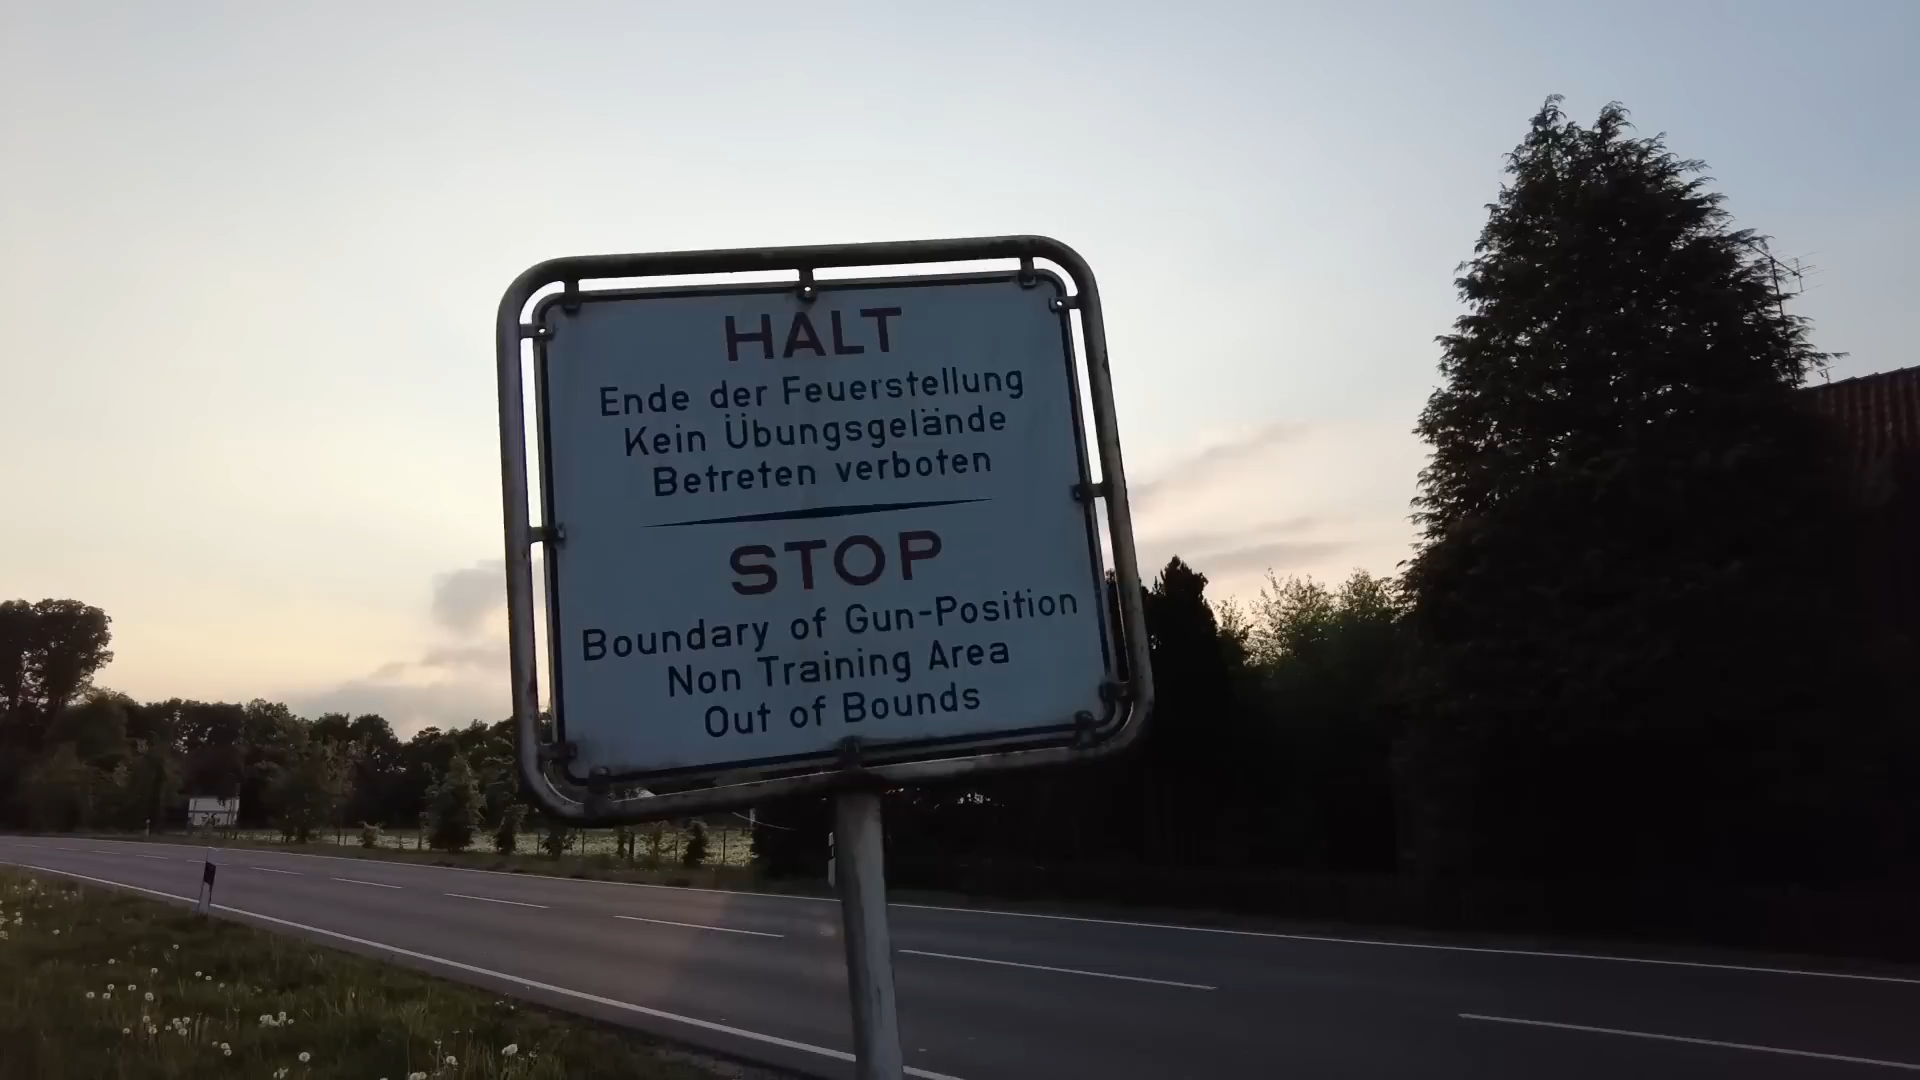 HALT
Ende der Feuerstellung
Kein Übungsgelände
Betreten verboten
STOP
Boundary of Gun-Position
Non Training Area
Out of Bounds